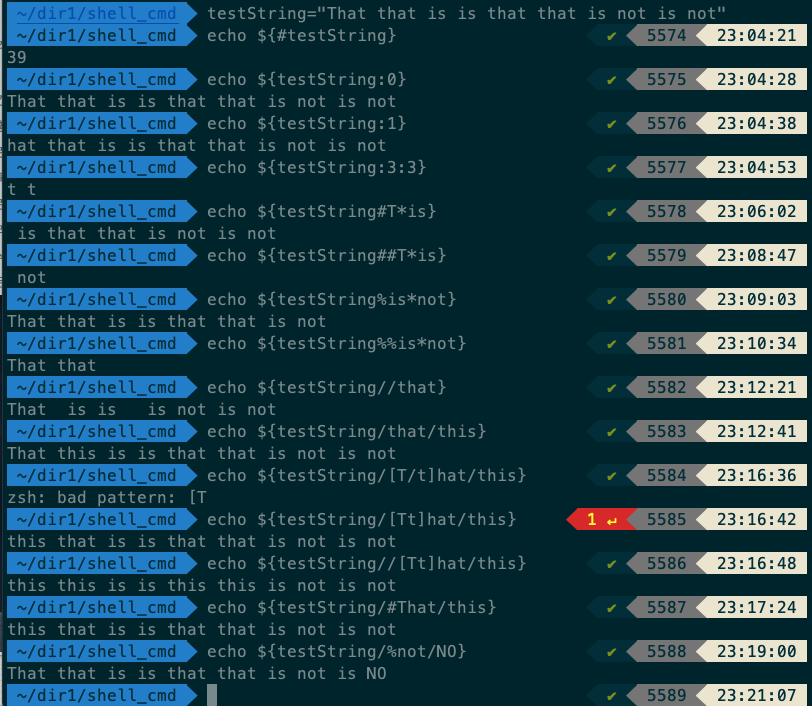 ~/dir1/shell_cmd testString="That that is is that that is not is not"
~/dir1/shell_cmd echo ${#testString} ✔ 5574 23:04:21
39
~/dir1/shell_cmd echo ${testString:0} ✔ 5575 23:04:28
That that is is that that is not is not
~/dir1/shell_cmd echo ${testString:1} ✔ 5576 23:04:38
hat that is is that that is not is not
~/dir1/shell_cmd echo ${testString:3:3} ✔ 5577 23:04:53
t t
~/dir1/shell_cmd echo ${testString#T*is} ✔ 5578 23:06:02
 is that that is not is not
~/dir1/shell_cmd echo ${testString##T*is} ✔ 5579 23:08:47
 not
~/dir1/shell_cmd echo ${testString%is*not} ✔ 5580 23:09:03
That that is is that that is not
~/dir1/shell_cmd echo ${testString%%is*not} ✔ 5581 23:10:34
That that
~/dir1/shell_cmd echo ${testString//that} ✔ 5582 23:12:21
That  is is   is not is not
~/dir1/shell_cmd echo ${testString/that/this} ✔ 5583 23:12:41
That this is is that that is not is not
~/dir1/shell_cmd echo ${testString/[T/t]hat/this} ✔ 5584 23:16:36
zsh: bad pattern: [T
~/dir1/shell_cmd echo ${testString/[Tt]hat/this} 1 ↵ 5585 23:16:42
this that is is that that is not is not
~/dir1/shell_cmd echo ${testString//[Tt]hat/this} ✔ 5586 23:16:48
this this is is this this is not is not
~/dir1/shell_cmd echo ${testString/#That/this} ✔ 5587 23:17:24
this that is is that that is not is not
~/dir1/shell_cmd echo ${testString/%not/NO} ✔ 5588 23:19:00
That that is is that that is not is NO
~/dir1/shell_cmd ✔ 5589 23:21:07